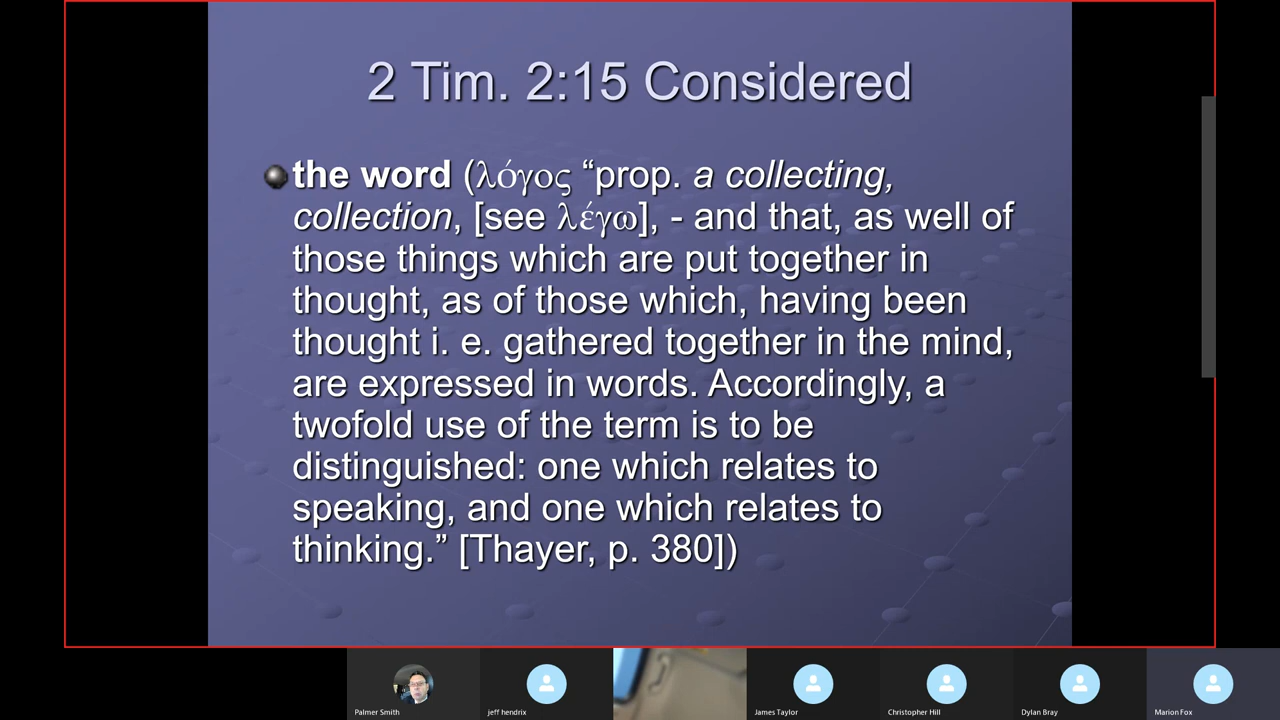 2 Tim. 2:15 Considered
the word (λόγος “prop. a collecting,
collection, [see λέγω], - and that, as well of
those things which are put together in
thought, as of those which, having been
thought i. e. gathered together in the mind,
are expressed in words. Accordingly, a
twofold use of the term is to be
distinguished: one which relates to
speaking, and one which relates to
thinking.” [Thayer, p. 380])
Palmer Smith
jeff hendrix
James Taylor
Christopher Hill
Dylan Bray
Marion Fox